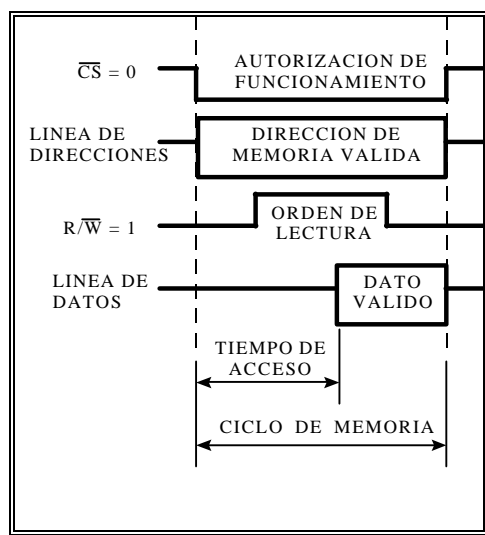 C̅S̅ = 0
AUTORIZACION DE
FUNCIONAMIENTO
LINEA DE
DIRECCIONES
DIRECCION DE
MEMORIA VALIDA
R/W̅ = 1
ORDEN DE
LECTURA
LINEA DE
DATOS
DATO
VALIDO
TIEMPO DE
ACCESO
CICLO DE MEMORIA